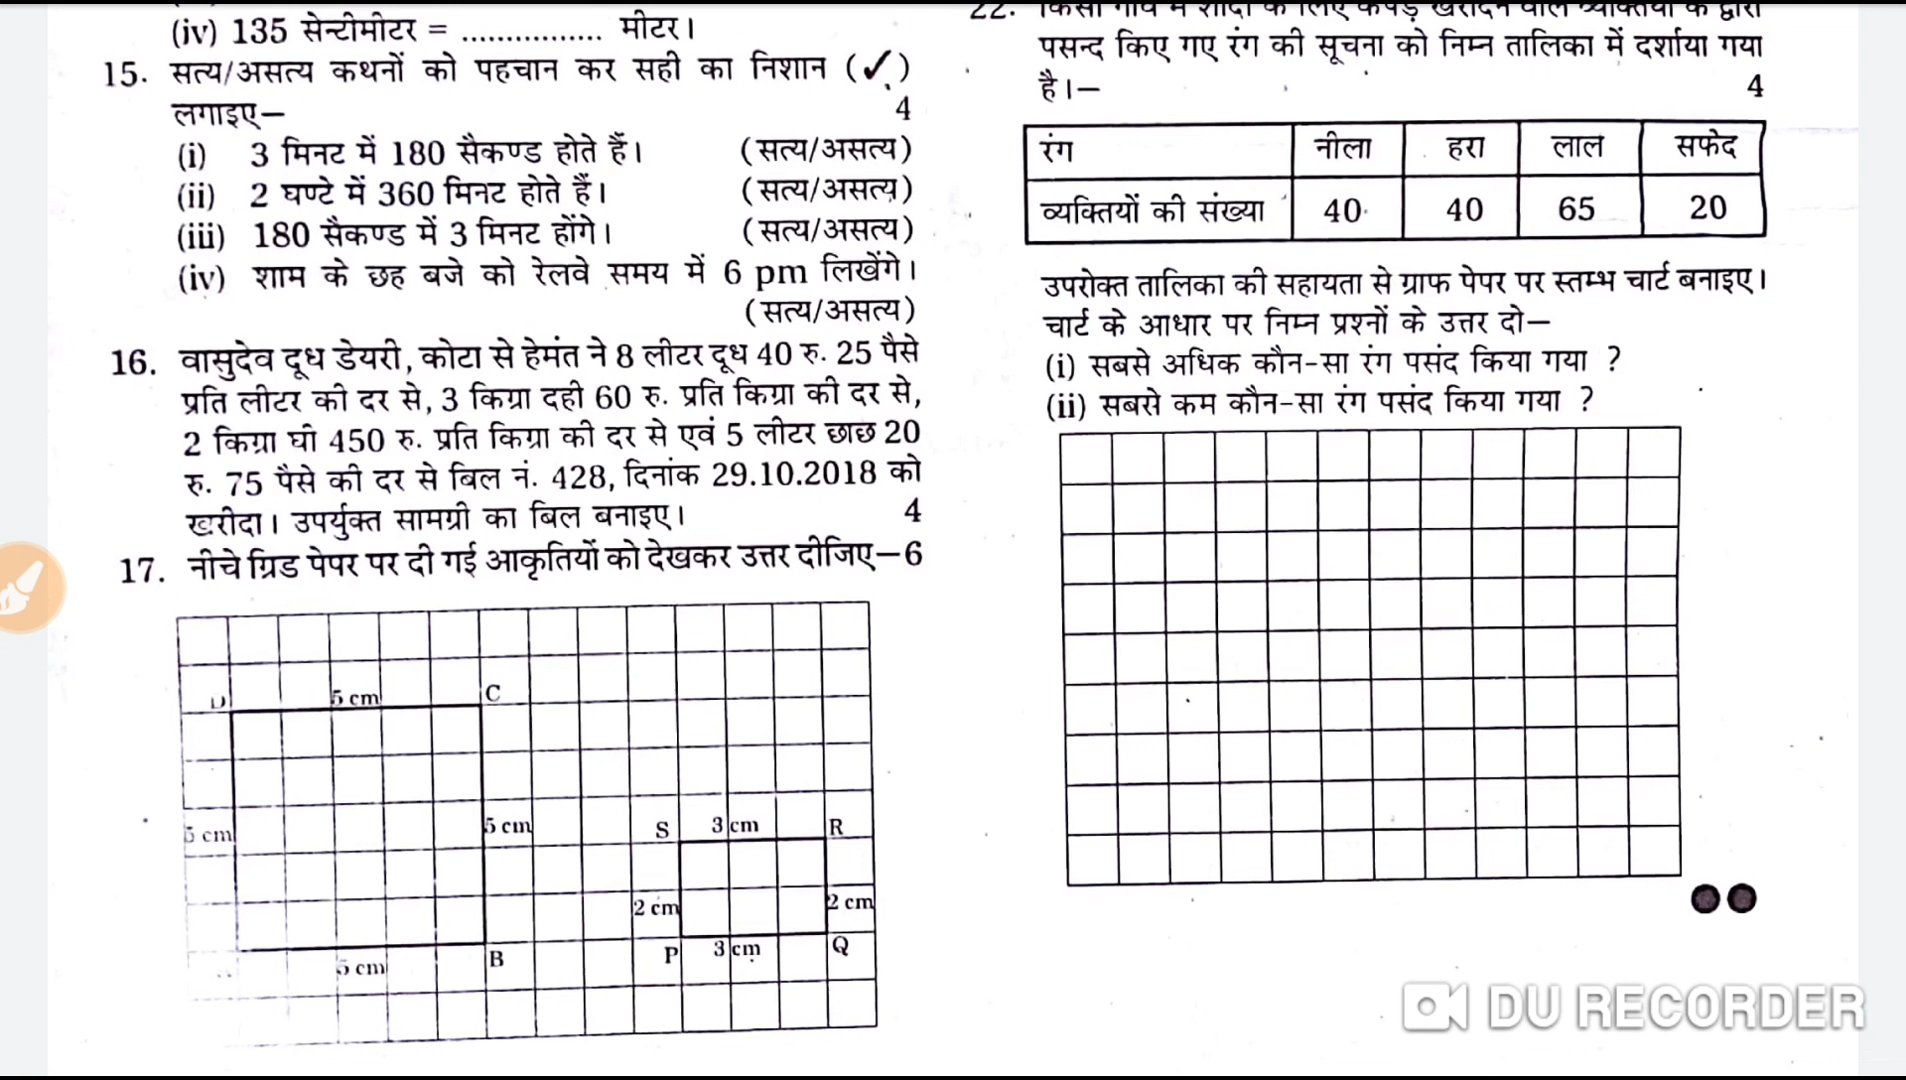 (iv) 135 सेन्टीमीटर = ................ मीटर।
15. सत्य/असत्य कथनों को पहचान कर सही का निशान (✓)
लगाइए— 4
(i) 3 मिनट में 180 सैकण्ड होते हैं। (सत्य/असत्य)
(ii) 2 घण्टे में 360 मिनट होते हैं। (सत्य/असत्य)
(iii) 180 सैकण्ड में 3 मिनट होंगे। (सत्य/असत्य)
(iv) शाम के छह बजे को रेलवे समय में 6 pm लिखेंगे।
(सत्य/असत्य)
16. वासुदेव दूध डेयरी, कोटा से हेमंत ने 8 लीटर दूध 40 रु. 25 पैसे
प्रति लीटर की दर से, 3 किग्रा दही 60 रु. प्रति किग्रा की दर से,
2 किग्रा घी 450 रु. प्रति किग्रा की दर से एवं 5 लीटर छाछ 20
रु. 75 पैसे की दर से बिल नं. 428, दिनांक 29.10.2018 को
खरीदा। उपर्युक्त सामग्री का बिल बनाइए। 4
17. नीचे ग्रिड पेपर पर दी गई आकृतियों को देखकर उत्तर दीजिए—6
D 5 cm C
5 cm 5 cm S 3 cm R
2 cm 2 cm
5 cm B P 3 cm Q
22. किसी गाँव में शादी के लिए कपड़े खरीदने वाले व्यक्तियों के द्वारा
पसन्द किए गए रंग की सूचना को निम्न तालिका में दर्शाया गया
है।— 4
रंग नीला हरा लाल सफेद
व्यक्तियों की संख्या 40 40 65 20
उपरोक्त तालिका की सहायता से ग्राफ पेपर पर स्तम्भ चार्ट बनाइए।
चार्ट के आधार पर निम्न प्रश्नों के उत्तर दो—
(i) सबसे अधिक कौन-सा रंग पसंद किया गया ?
(ii) सबसे कम कौन-सा रंग पसंद किया गया ?
DU RECORDER